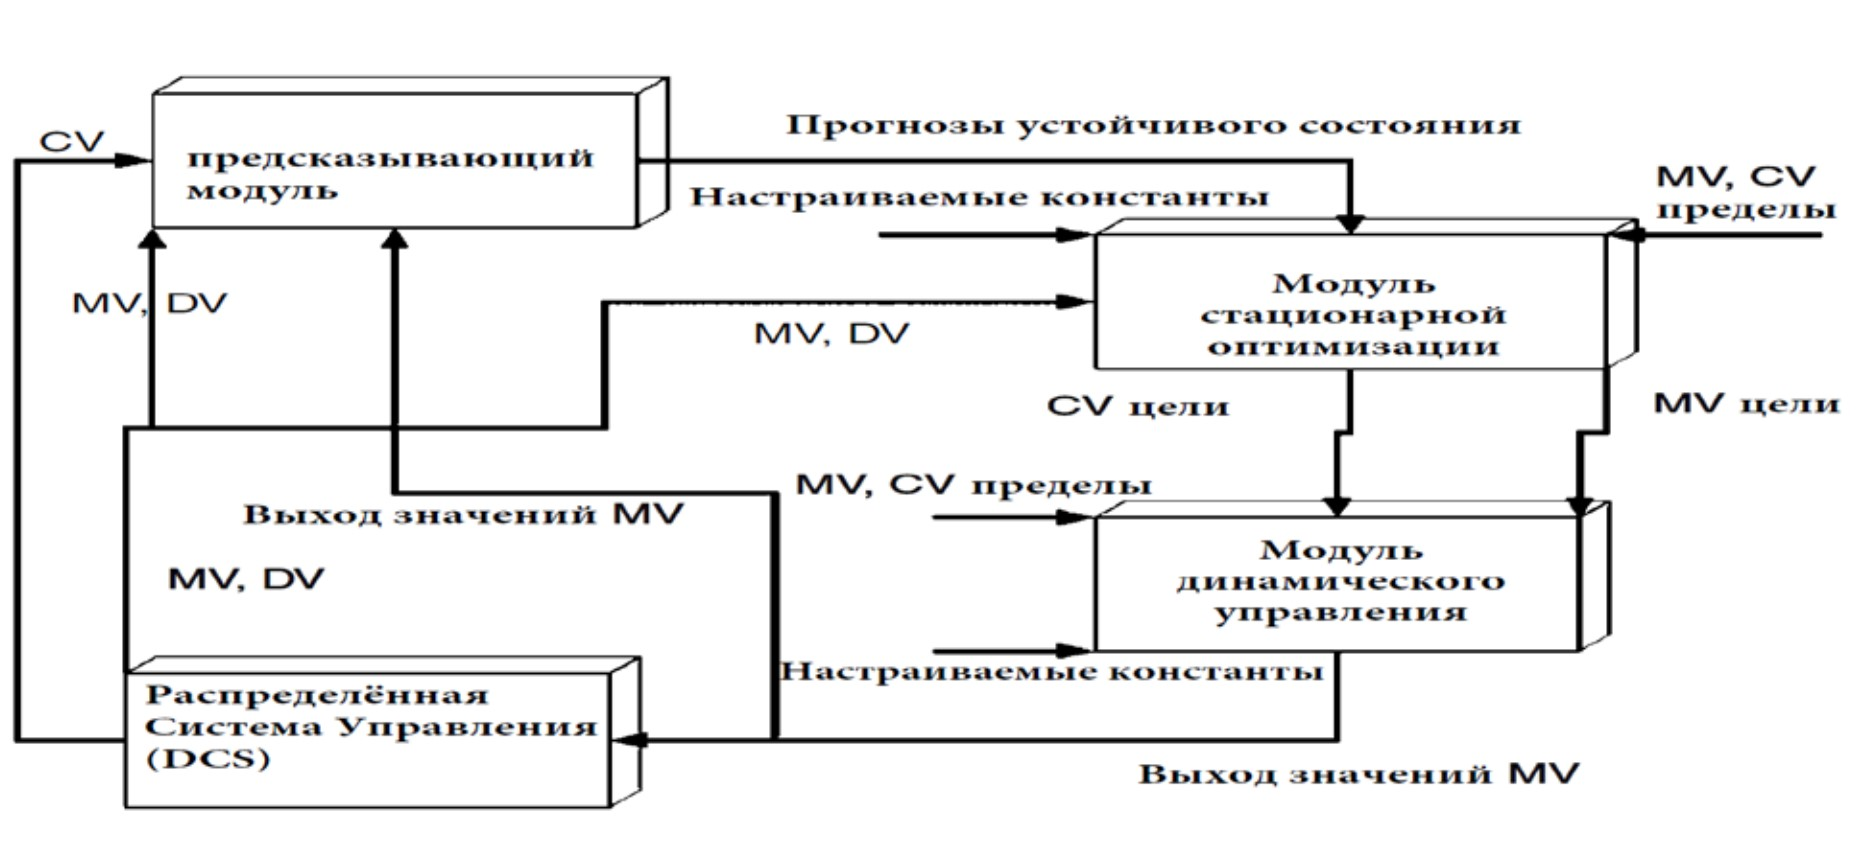 Прогнозы устойчивого состояния
CV
предсказывающий
модуль
MV, CV
пределы
Настраиваемые константы
MV, DV
MV, DV
Модуль
стационарной
оптимизации
CV цели
MV цели
MV, CV пределы
Выход значений MV
MV, DV
Модуль
динамического
управления
Настраиваемые константы
Распределённая
Система Управления
(DCS)
Выход значений MV